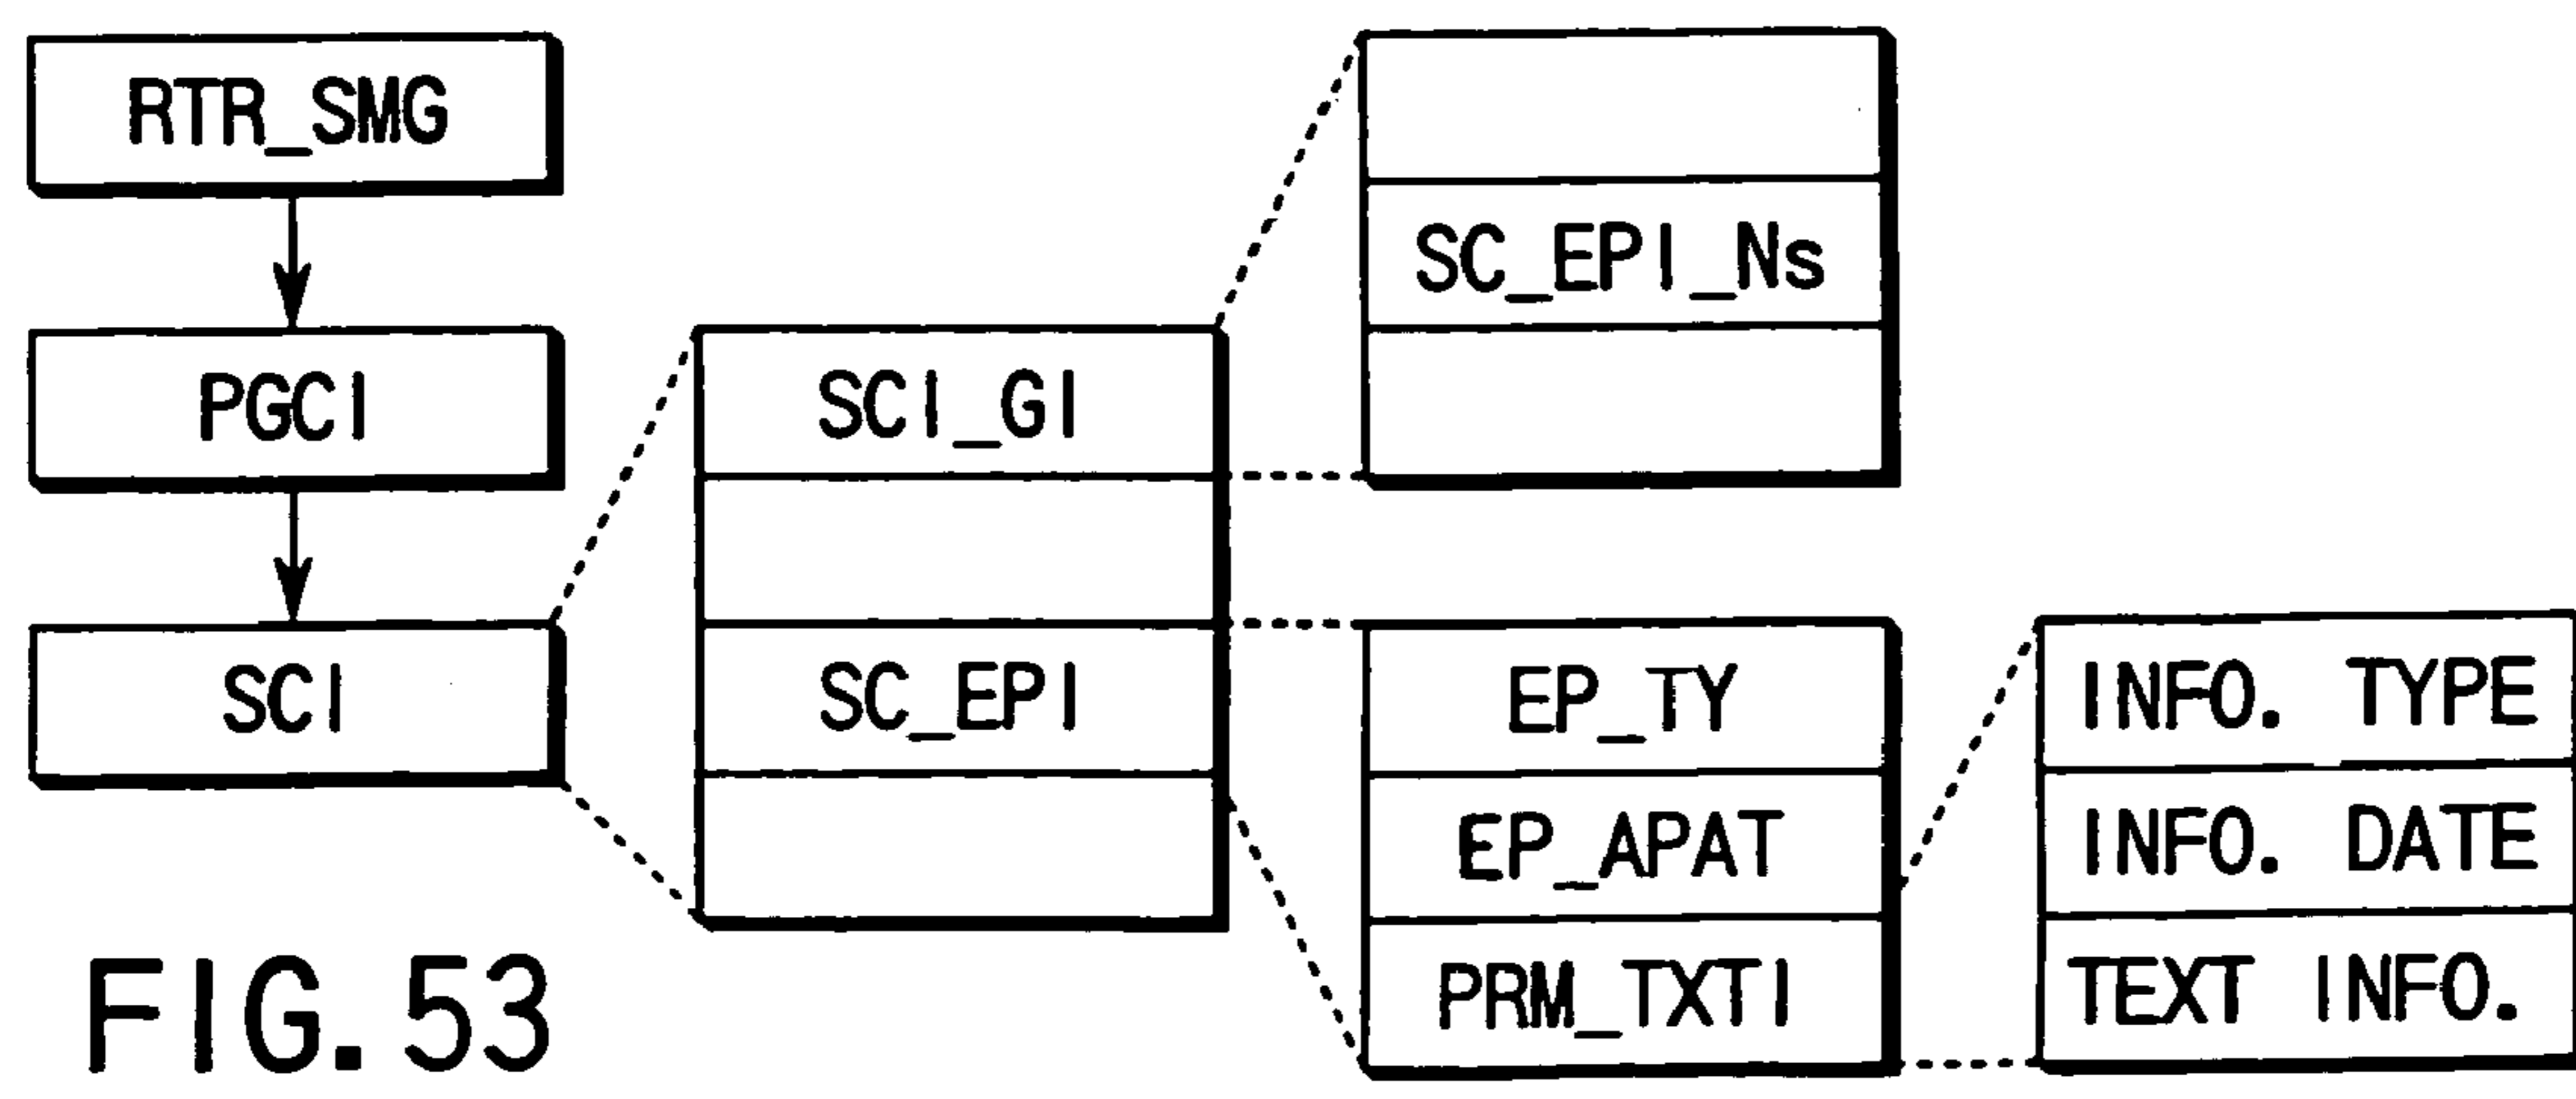 RTR_SMG
PGCI
SCI
SCI_GI
SC_EPI
SC_EPI_Ns
EP_TY
EP_APAT
PRM_TXTI
INFO. TYPE
INFO. DATE
TEXT INFO.
FIG. 53